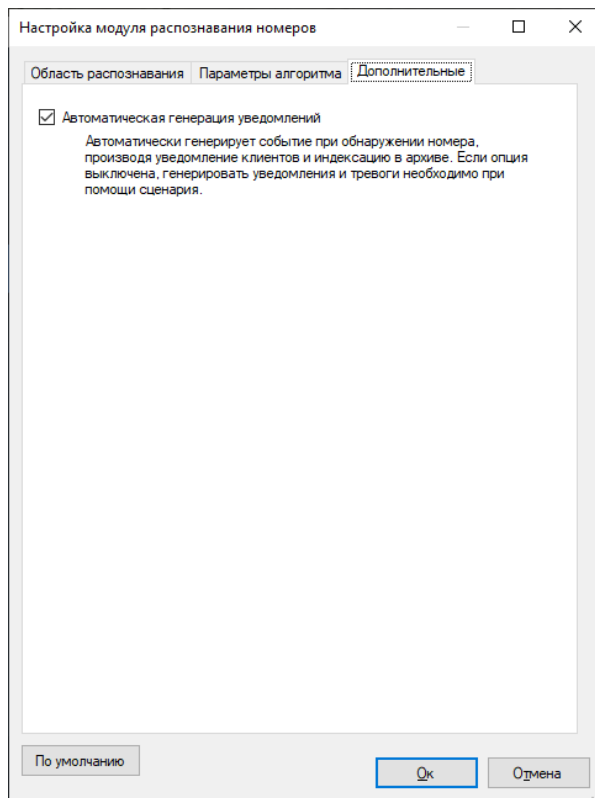 Настройка модуля распознавания номеров
Область распознавания Параметры алгоритма Дополнительные
Автоматическая генерация уведомлений
Автоматически генерирует событие при обнаружении номера,
производя уведомление клиентов и индексацию в архиве. Если опция
выключена, генерировать уведомления и тревоги необходимо при
помощи сценария.
По умолчанию
Ок
Отмена